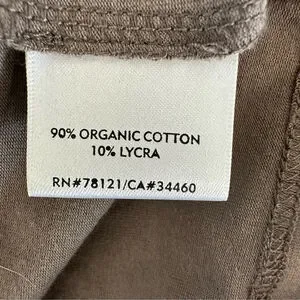 90% ORGANIC COTTON
10% LYCRA
RN#78121/CA#34460